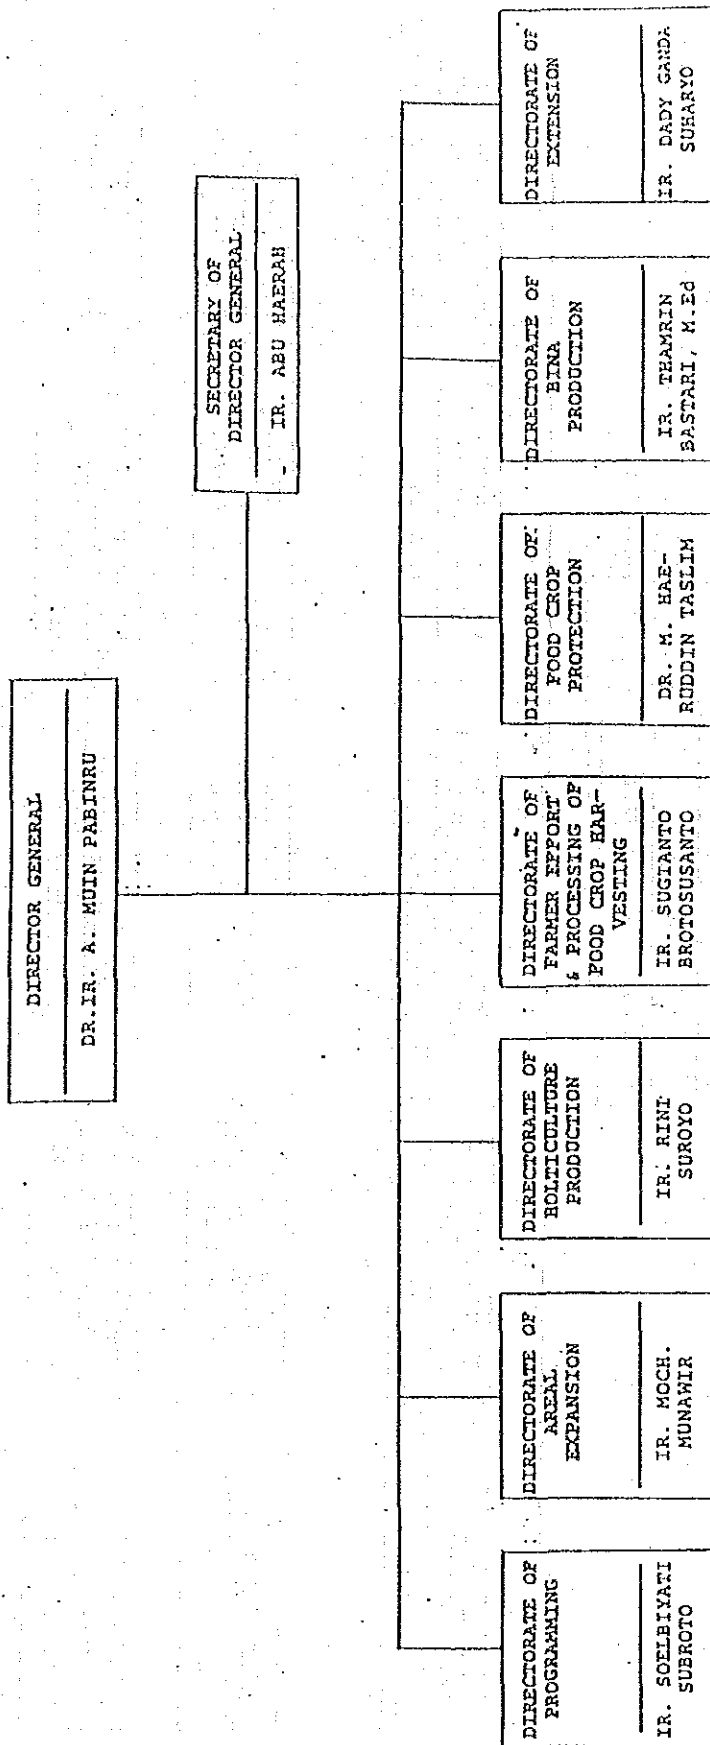 DIRECTOR GENERAL
DR.IR. A. MUIN PABINRU
SECRETARY OF
DIRECTOR GENERAL
IR. ABU HAERAH
DIRECTORATE OF
PROGRAMMING
IR. SOELBIYATI
SUBROTO
DIRECTORATE OF
AREAL
EXPANSION
IR. MOCH.
MUNAWIR
DIRECTORATE OF
HOLTICULTURE
PRODUCTION
IR. RINI
SUROYO
DIRECTORATE OF
FARMER EFFORT
& PROCESSING OF
FOOD CROP HAR-
VESTING
IR. SUGIANTO
BROTOSUSANTO
DIRECTORATE OF
FOOD CROP
PROTECTION
DR. M. HAE-
RUDDIN TASLIM
DIRECTORATE OF
BINA
PRODUCTION
IR. THAMRIN
BASTARI, M.Ed
DIRECTORATE OF
EXTENSION
IR. DADY GANDA
SUHARYO